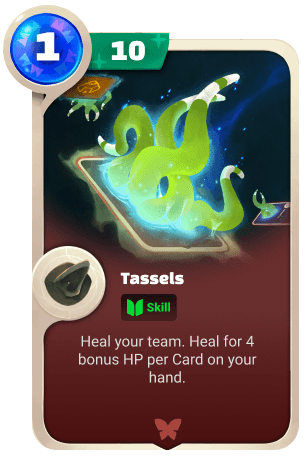 1
10
Tassels
Skill
Heal your team. Heal for 4
bonus HP per Card on your
hand.